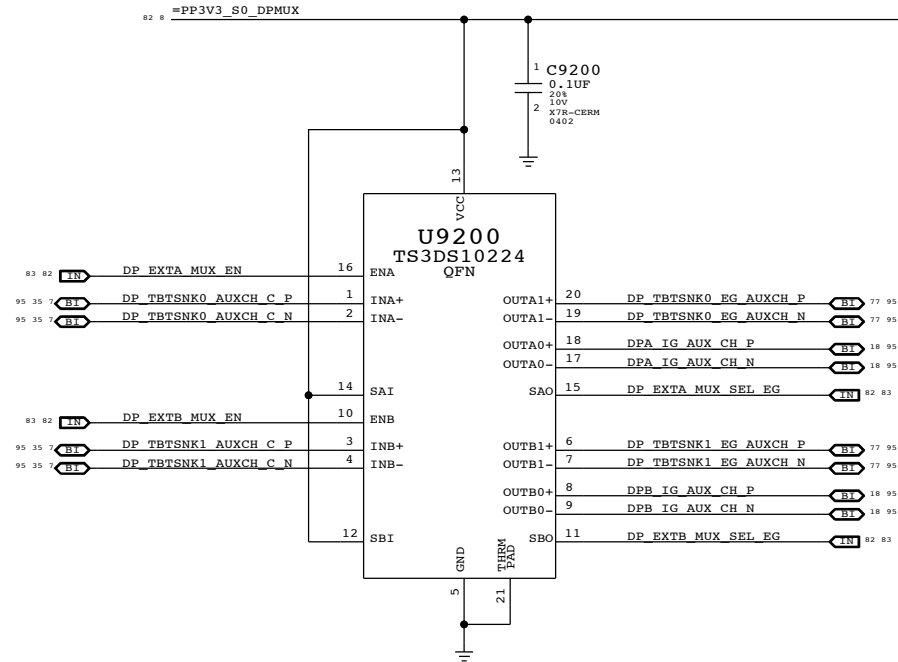 =PP3V3_S0_DPMUX
82 8
1
C9200
0.1UF
20%
10V
2
X7R-CERM
0402
13
VCC
U9200
TS3DS10224
QFN
83 82 IN DP_EXTA_MUX_EN 16 ENA
95 35 7 BI DP_TBTSNK0_AUXCH_C_P 1 INA+ OUTA1+ 20 DP_TBTSNK0_EG_AUXCH_P BI 77 95
95 35 7 BI DP_TBTSNK0_AUXCH_C_N 2 INA- OUTA1- 19 DP_TBTSNK0_EG_AUXCH_N BI 77 95
OUTA0+ 18 DPA_IG_AUX_CH_P BI 18 95
OUTA0- 17 DPA_IG_AUX_CH_N BI 18 95
14 SAI SAO 15 DP_EXTA_MUX_SEL_EG IN 82 83
83 82 IN DP_EXTB_MUX_EN 10 ENB
95 35 7 BI DP_TBTSNK1_AUXCH_C_P 3 INB+ OUTB1+ 6 DP_TBTSNK1_EG_AUXCH_P BI 77 95
95 35 7 BI DP_TBTSNK1_AUXCH_C_N 4 INB- OUTB1- 7 DP_TBTSNK1_EG_AUXCH_N BI 77 95
OUTB0+ 8 DPB_IG_AUX_CH_P BI 18 95
OUTB0- 9 DPB_IG_AUX_CH_N BI 18 95
12 SBI SBO 11 DP_EXTB_MUX_SEL_EG IN 82 83
GND
THRM
PAD
5
21